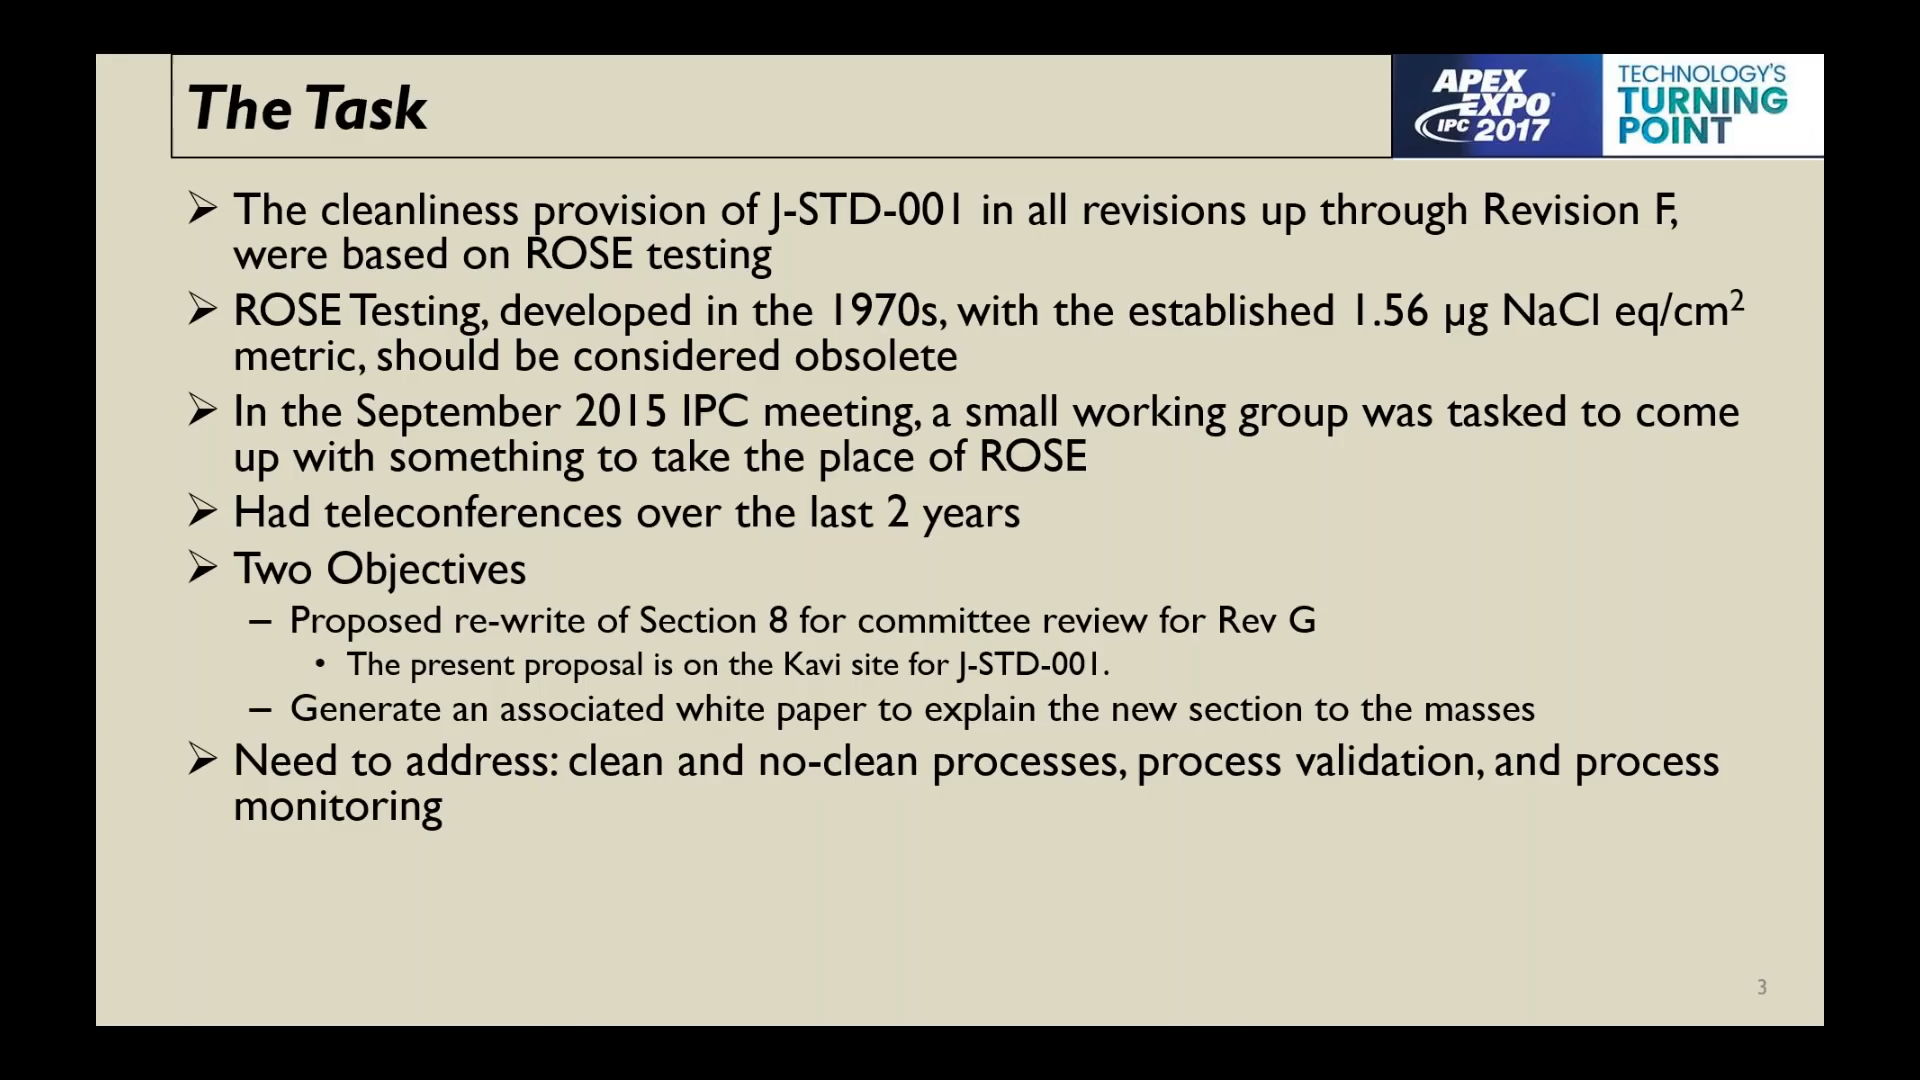 The Task
APEX
EXPO
IPC 2017
TECHNOLOGY'S
TURNING
POINT
➢ The cleanliness provision of J-STD-001 in all revisions up through Revision F,
were based on ROSE testing
➢ ROSE Testing, developed in the 1970s, with the established 1.56 µg NaCl eq/cm²
metric, should be considered obsolete
➢ In the September 2015 IPC meeting, a small working group was tasked to come
up with something to take the place of ROSE
➢ Had teleconferences over the last 2 years
➢ Two Objectives
– Proposed re-write of Section 8 for committee review for Rev G
• The present proposal is on the Kavi site for J-STD-001.
– Generate an associated white paper to explain the new section to the masses
➢ Need to address: clean and no-clean processes, process validation, and process
monitoring
3